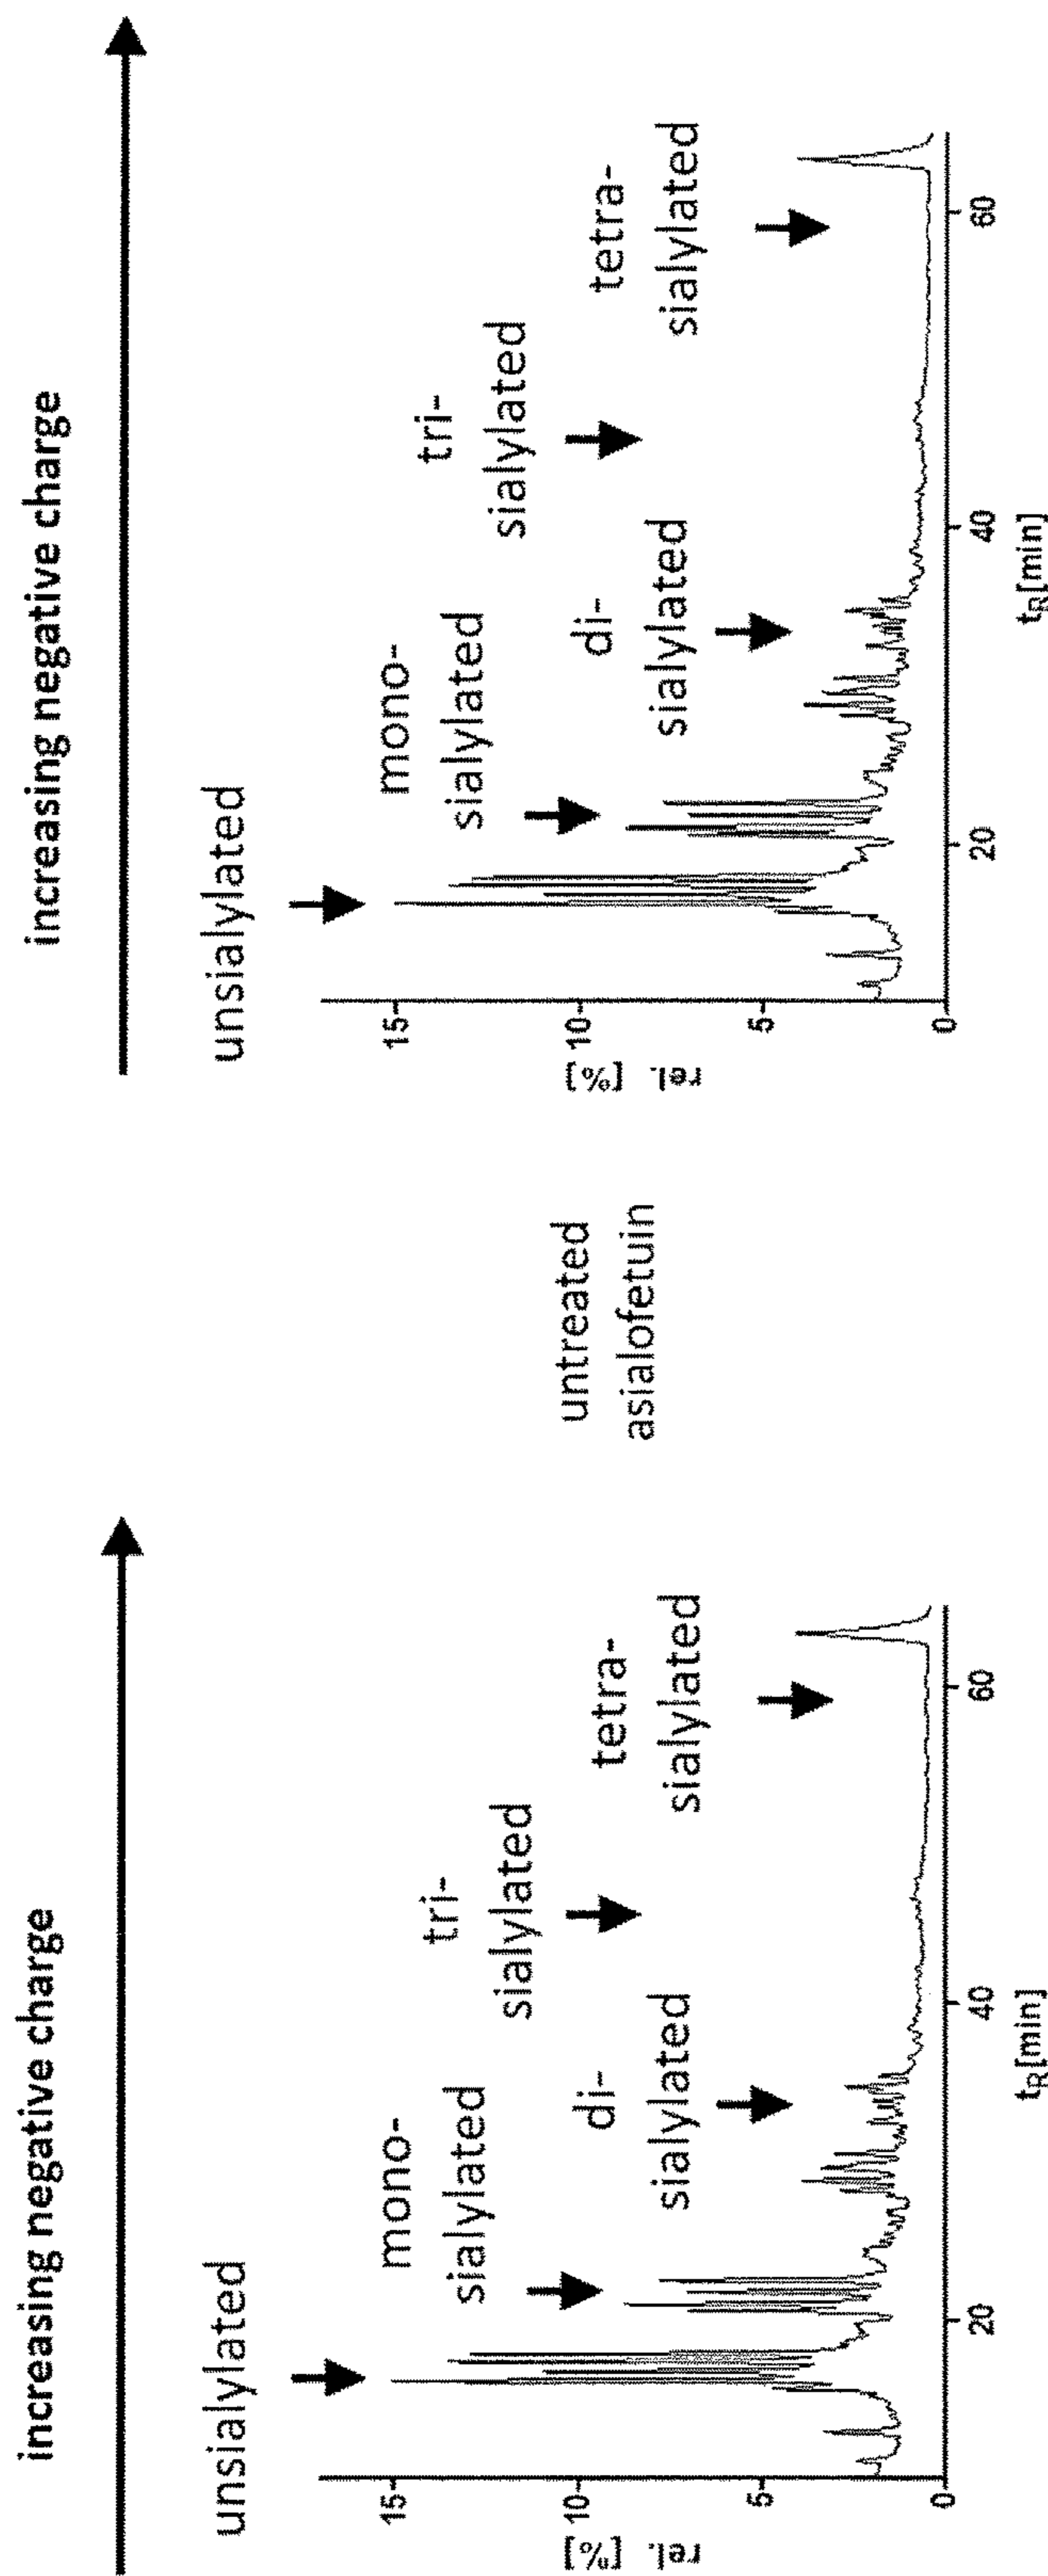 increasing negative charge
unsialylated
mono-
sialylated
di-
sialylated
tri-
sialylated
tetra-
sialylated
rel. [%]
15
10
5
0
20
40
60
tR[min]
untreated
asialofetuin
increasing negative charge
unsialylated
mono-
sialylated
di-
sialylated
tri-
sialylated
tetra-
sialylated
rel. [%]
15
10
5
0
20
40
60
tR[min]